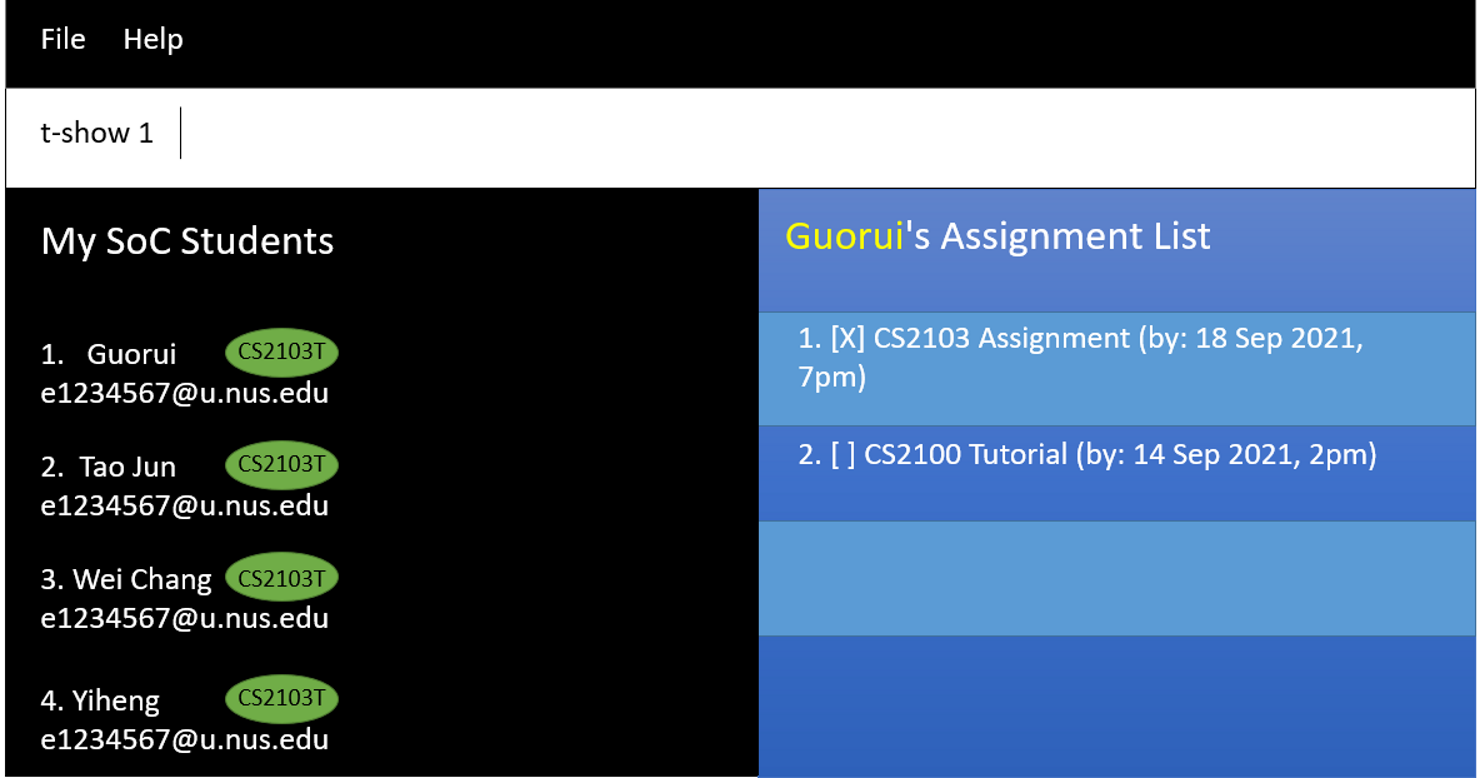 File Help
t-show 1
My SoC Students
1. Guorui CS2103T
e1234567@u.nus.edu
2. Tao Jun CS2103T
e1234567@u.nus.edu
3. Wei Chang CS2103T
e1234567@u.nus.edu
4. Yiheng CS2103T
e1234567@u.nus.edu
Guorui's Assignment List
1. [X] CS2103 Assignment (by: 18 Sep 2021,
7pm)
2. [ ] CS2100 Tutorial (by: 14 Sep 2021, 2pm)